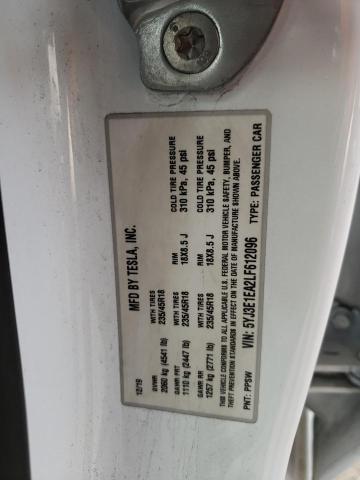 MFD BY TESLA, INC.
12/19
GVWR WITH TIRES RIM COLD TIRE PRESSURE
2060 kg (4541 lb) 235/45R18 18X8.5 J 310 kPa, 45 psi
GAWR FRT WITH TIRES RIM COLD TIRE PRESSURE
1110 kg (2447 lb) 235/45R18 18X8.5 J 310 kPa, 45 psi
GAWR RR
1257 kg (2771 lb) 235/45R18
THIS VEHICLE CONFORMS TO ALL APPLICABLE U.S. FEDERAL MOTOR VEHICLE SAFETY, BUMPER, AND
THEFT PREVENTION STANDARDS IN EFFECT ON THE DATE OF MANUFACTURE SHOWN ABOVE.
VIN: 5YJ3E1EA2LF612096
PNT: PPSW TYPE: PASSENGER CAR